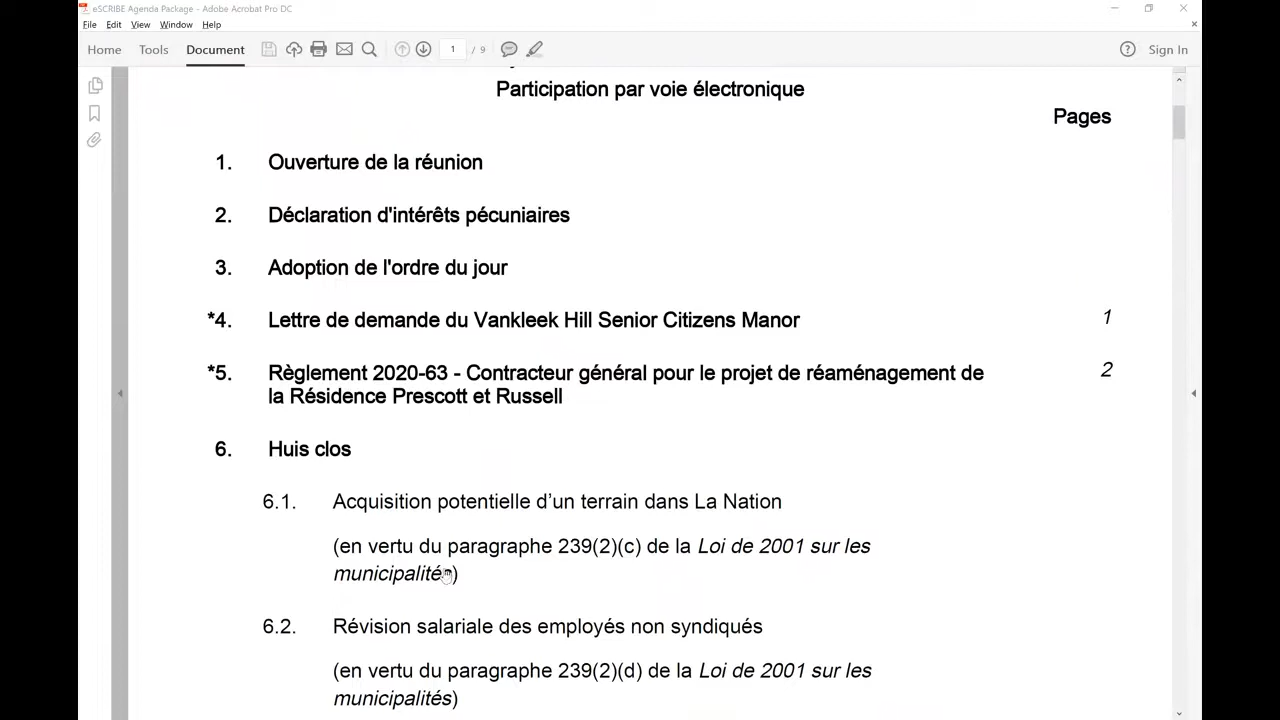 eSCRIBE Agenda Package - Adobe Acrobat Pro DC
File Edit View Window Help
Home Tools Document 1 / 9 Sign In
Participation par voie électronique
Pages
1. Ouverture de la réunion
2. Déclaration d'intérêts pécuniaires
3. Adoption de l'ordre du jour
*4. Lettre de demande du Vankleek Hill Senior Citizens Manor 1
*5. Règlement 2020-63 - Contracteur général pour le projet de réaménagement de 2
la Résidence Prescott et Russell
6. Huis clos
6.1. Acquisition potentielle d’un terrain dans La Nation
(en vertu du paragraphe 239(2)(c) de la Loi de 2001 sur les
municipalités)
6.2. Révision salariale des employés non syndiqués
(en vertu du paragraphe 239(2)(d) de la Loi de 2001 sur les
municipalités)